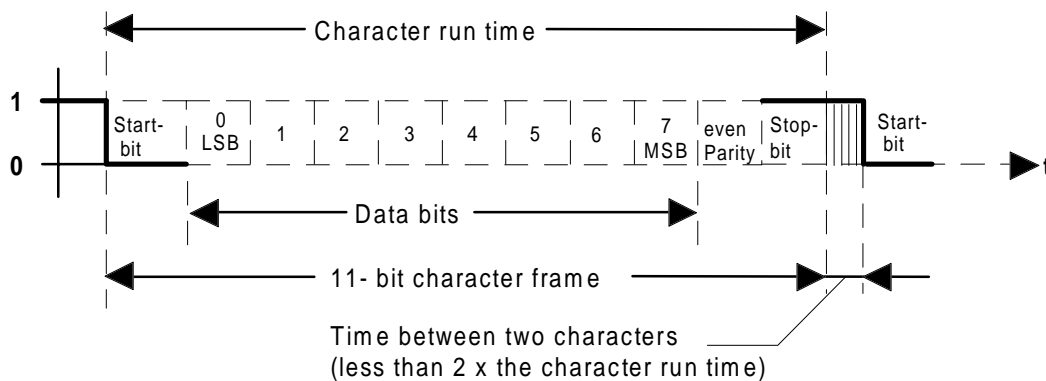 Character run time
1
0
Start-
bit
0
LSB
1
2
3
4
5
6
7
MSB
even
Parity
Stop-
bit
Start-
bit
t
Data bits
11- bit character frame
Time between two characters
(less than 2 x the character run time)